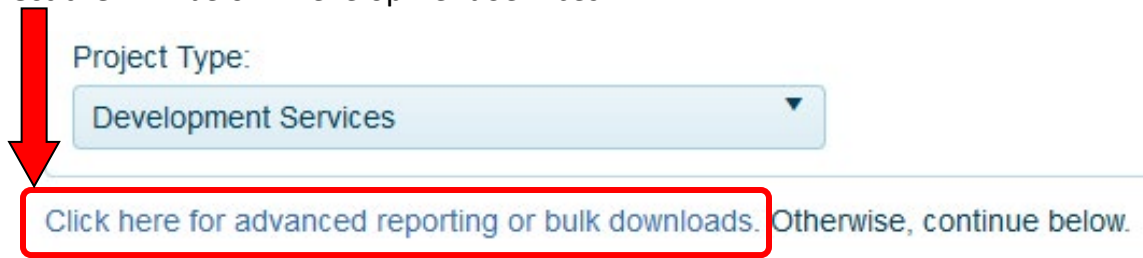 Project Type:
Development Services
Click here for advanced reporting or bulk downloads. Otherwise, continue below.